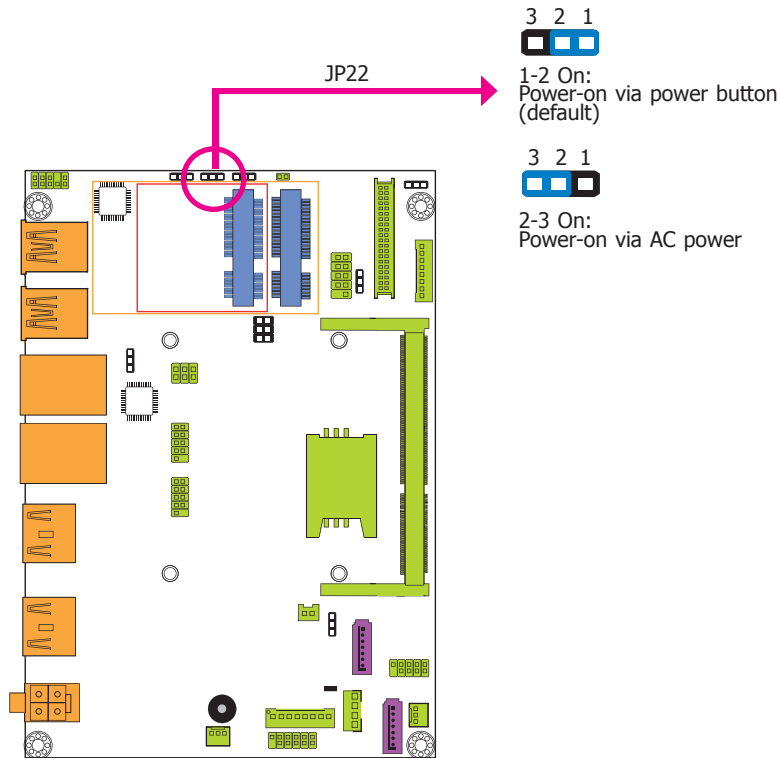 3 2 1
JP22
1-2 On:
Power-on via power button
(default)
3 2 1
2-3 On:
Power-on via AC power